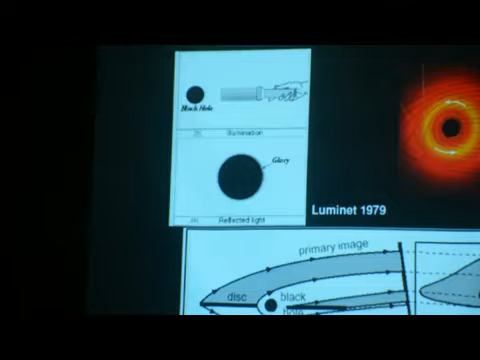 Black Hole
Illumination
Glory
Reflected light
Luminet 1979
primary image
disc
black
hole